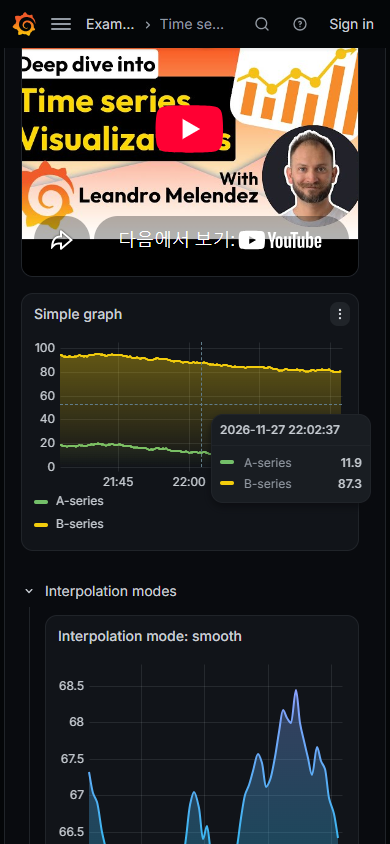 Exam... > Time se... Sign in
Deep dive into
Time series
Visualiza s
With
Leandro Melendez
다음에서 보기: YouTube
Simple graph
100
80
60
40
20
0
21:45 22:00
2026-11-27 22:02:37
A-series 11.9
B-series 87.3
A-series
B-series
Interpolation modes
Interpolation mode: smooth
68.5
68
67.5
67
66.5